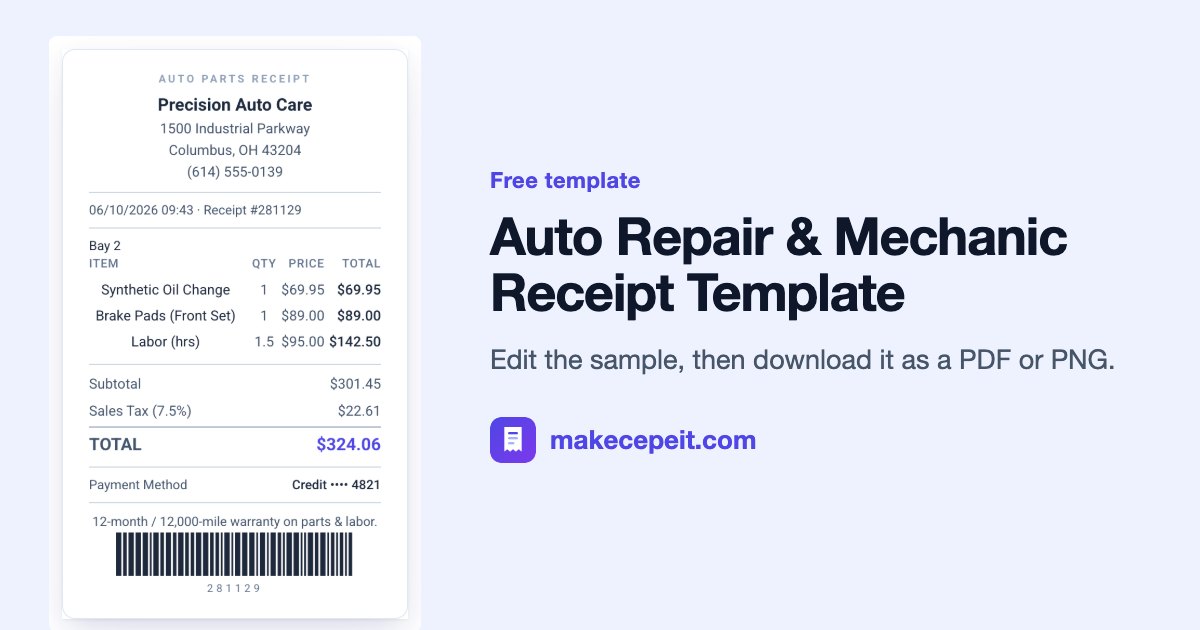 AUTO PARTS RECEIPT
Precision Auto Care
1500 Industrial Parkway
Columbus, OH 43204
(614) 555-0139
06/10/2026 09:43 · Receipt #281129
Bay 2
ITEM QTY PRICE TOTAL
Synthetic Oil Change 1 $69.95 $69.95
Brake Pads (Front Set) 1 $89.00 $89.00
Labor (hrs) 1.5 $95.00 $142.50
Subtotal $301.45
Sales Tax (7.5%) $22.61
TOTAL $324.06
Payment Method Credit •••• 4821
12-month / 12,000-mile warranty on parts & labor.
281129
Free template
Auto Repair & Mechanic
Receipt Template
Edit the sample, then download it as a PDF or PNG.
makecepeit.com